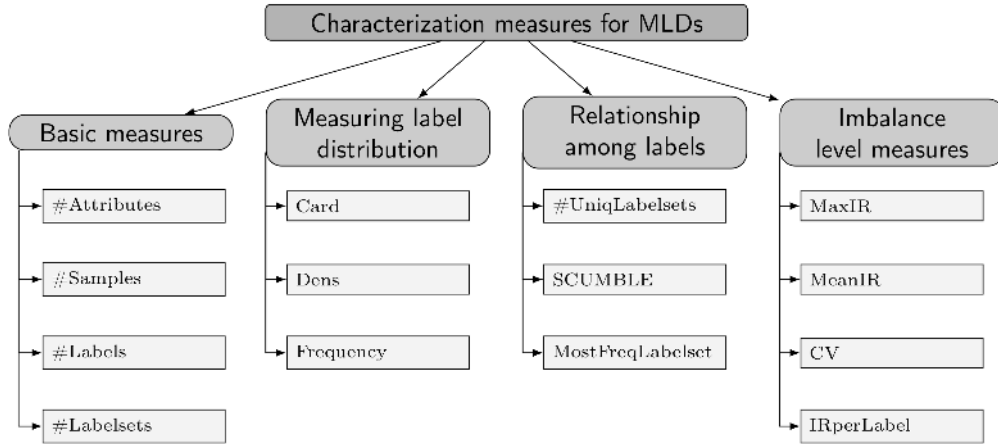 Characterization measures for MLDs
Basic measures
#Attributes
#Samples
#Labels
#Labelsets
Measuring label
distribution
Card
Dens
Frequency
Relationship
among labels
#UniqLabelsets
SCUMBLE
MostFreqLabelset
Imbalance
level measures
MaxIR
MeanIR
CV
IRperLabel